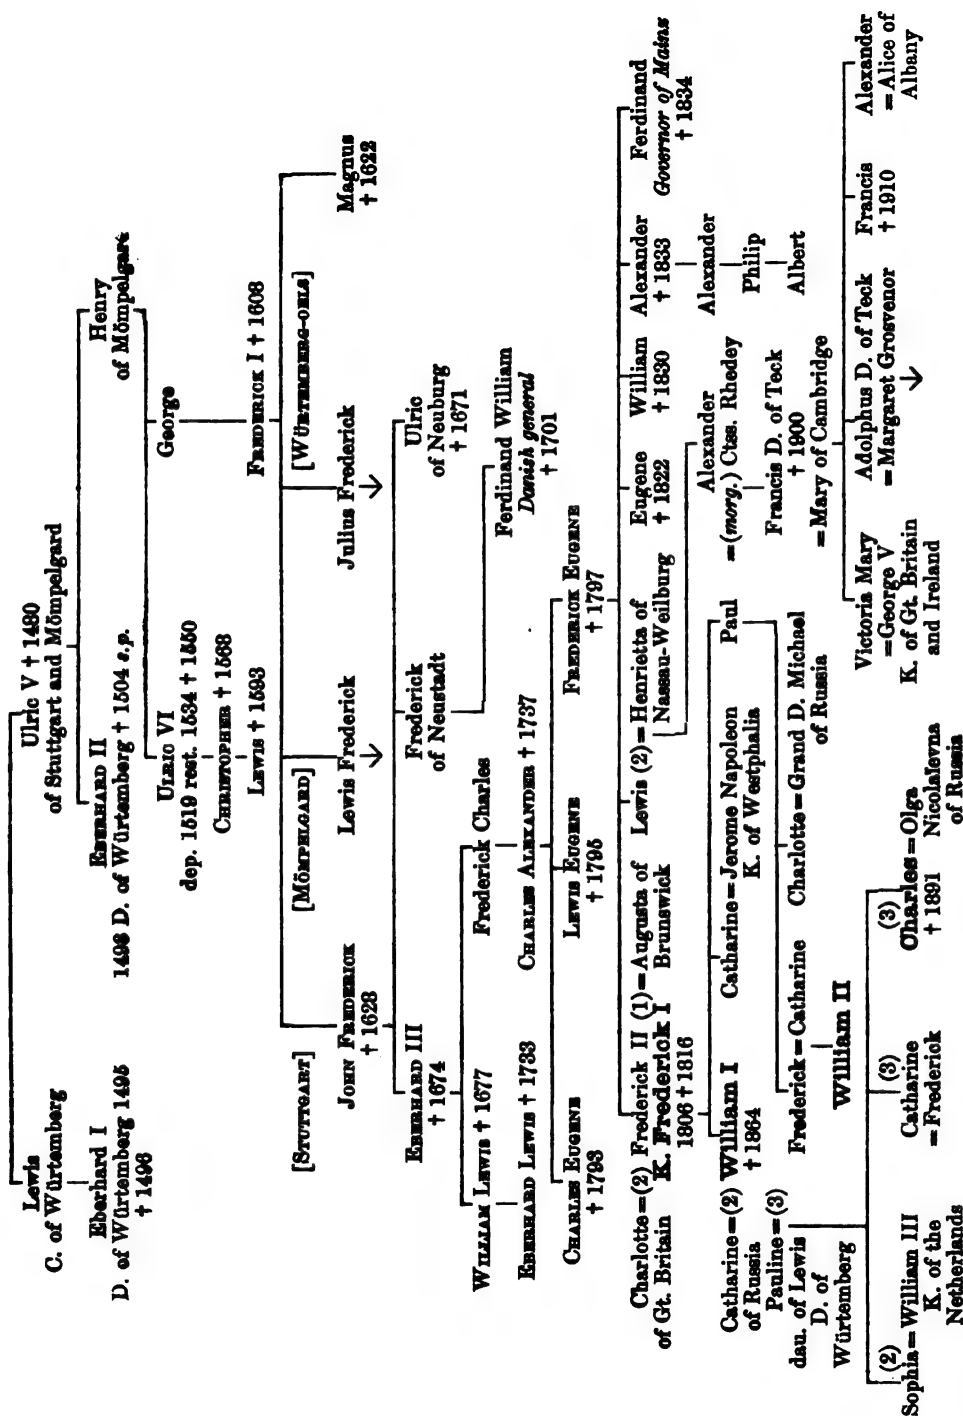 Lewis
C. of Würtemberg
Ulric V † 1480
of Stuttgart and Mömpelgard
Eberhard I
D. of Würtemberg 1495
† 1496
EBERHARD II
1496 D. of Würtemberg † 1504 s.p.
Henry
of Mömpelgard
ULRIC VI
dep. 1519 rest. 1534 † 1550
George
CHRISTOPHER † 1568
LEWIS † 1593
FREDERICK I † 1608
[STUTTGART]
[MÖMPELGARD]
[WÜRTEMBERG-OELS]
JOHN FREDERICK
† 1628
Lewis Frederick
Julius Frederick
Magnus
† 1622
EBERHARD III
† 1674
Frederick
of Neustadt
Ulric
of Neuburg
† 1671
WILLIAM LEWIS † 1677
Frederick Charles
Ferdinand William
Danish general
† 1701
EBERHARD LEWIS † 1733
CHARLES ALEXANDER † 1737
CHARLES EUGENE
† 1793
LEWIS EUGENE
† 1795
FREDERICK EUGENE
† 1797
Charlotte=(2) Frederick II (1)=Augusta of
of Gt. Britain K. Frederick I Brunswick
1806 † 1816
Lewis (2)=Henrietta of
Nassau-Weilburg
Eugene
† 1822
William
† 1830
Alexander
† 1833
Ferdinand
Governor of Mains
† 1834
Catharine=(2) William I
of Russia † 1864
Pauline=(3)
dau. of Lewis
D. of
Würtemberg
Catharine=Jerome Napoleon
K. of Westphalia
Paul
Alexander
=(morg.) Ctss. Rhedey
Alexander
Philip
Albert
Frederick=Catharine
Charlotte=Grand D. Michael
of Russia
Francis D. of Teck
† 1900
=Mary of Cambridge
William II
(2)
Sophia=William III
K. of the
Netherlands
(3)
Catharine
=Frederick
(3)
Charles=Olga
† 1891 Nicolaïevna
of Russia
Victoria Mary
=George V
K. of Gt. Britain
and Ireland
Adolphus D. of Teck
=Margaret Grosvenor
Francis
† 1910
Alexander
=Alice of
Albany